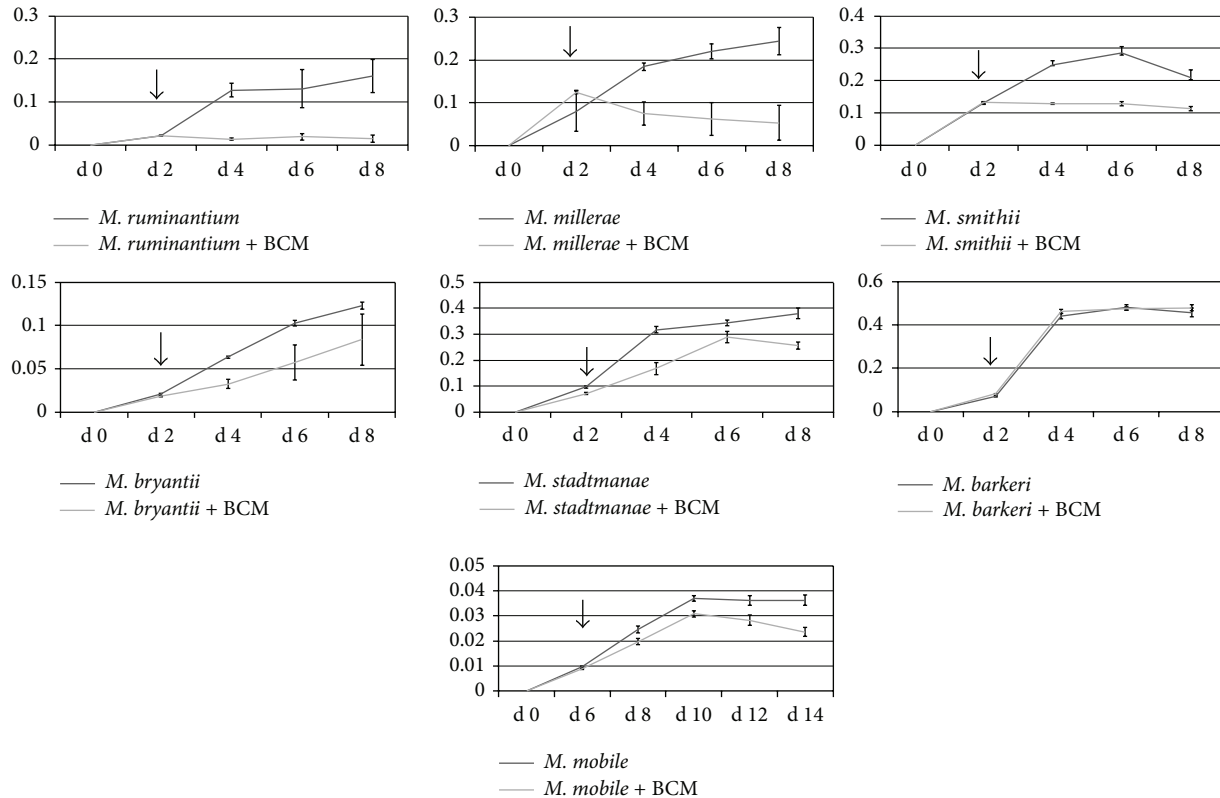 0.3
0.2
0.1
0
d 0 d 2 d 4 d 6 d 8
M. ruminantium
M. ruminantium + BCM
0.3
0.2
0.1
0
d 0 d 2 d 4 d 6 d 8
M. millerae
M. millerae + BCM
0.4
0.3
0.2
0.1
0
d 0 d 2 d 4 d 6 d 8
M. smithii
M. smithii + BCM
0.15
0.1
0.05
0
d 0 d 2 d 4 d 6 d 8
M. bryantii
M. bryantii + BCM
0.5
0.4
0.3
0.2
0.1
0
d 0 d 2 d 4 d 6 d 8
M. stadtmanae
M. stadtmanae + BCM
0.6
0.4
0.2
0
d 0 d 2 d 4 d 6 d 8
M. barkeri
M. barkeri + BCM
0.05
0.04
0.03
0.02
0.01
0
d 0 d 6 d 8 d 10 d 12 d 14
M. mobile
M. mobile + BCM